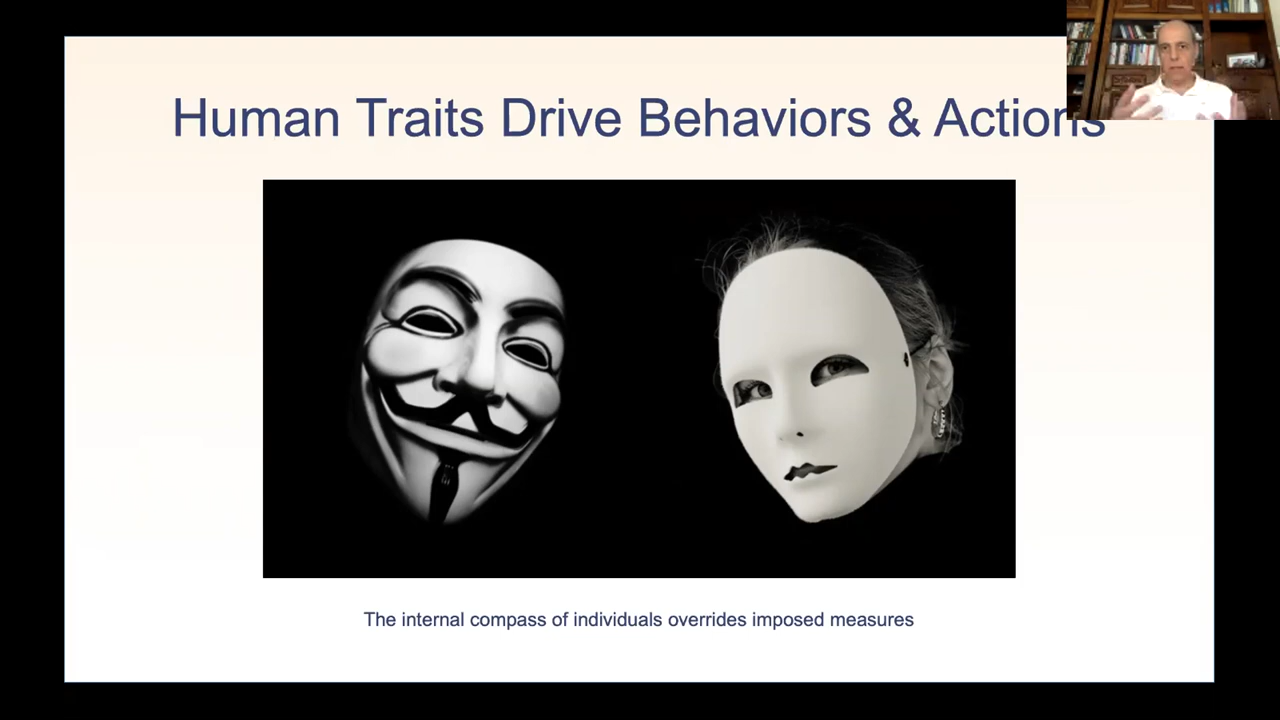 Human Traits Drive Behaviors & Actions
The internal compass of individuals overrides imposed measures